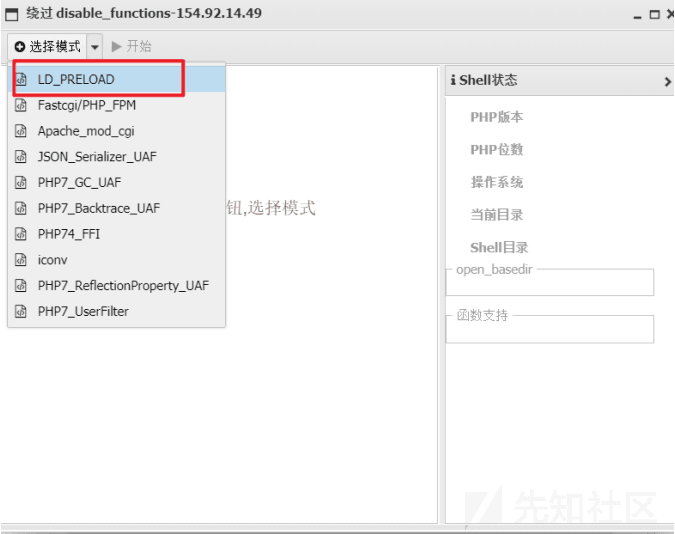 绕过 disable_functions-154.92.14.49
选择模式 开始
LD_PRELOAD
Fastcgi/PHP_FPM
Apache_mod_cgi
JSON_Serializer_UAF
PHP7_GC_UAF
PHP7_Backtrace_UAF
PHP74_FFI
iconv
PHP7_ReflectionProperty_UAF
PHP7_UserFilter
钮,选择模式
Shell状态
PHP版本
PHP位数
操作系统
当前目录
Shell目录
open_basedir
函数支持
先知社区